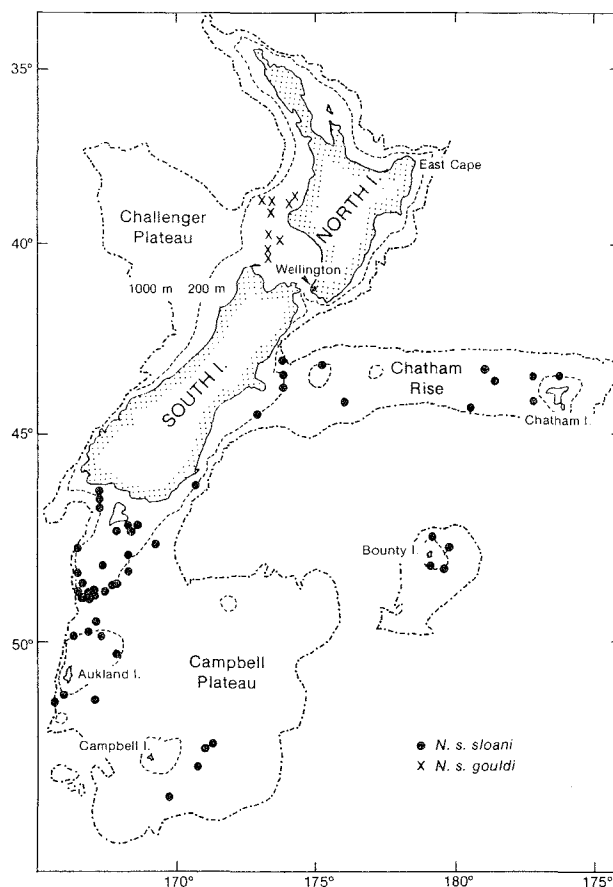 35°
East Cape
NORTH I.
Challenger
Plateau
40°
Wellington
1000 m 200 m
SOUTH I.
Chatham
Rise
Chatham I.
45°
Bounty I.
50°
Campbell
Plateau
Aukland I.
Campbell I.
N. s. sloani
X N. s. gouldi
170° 175° 180° 175°